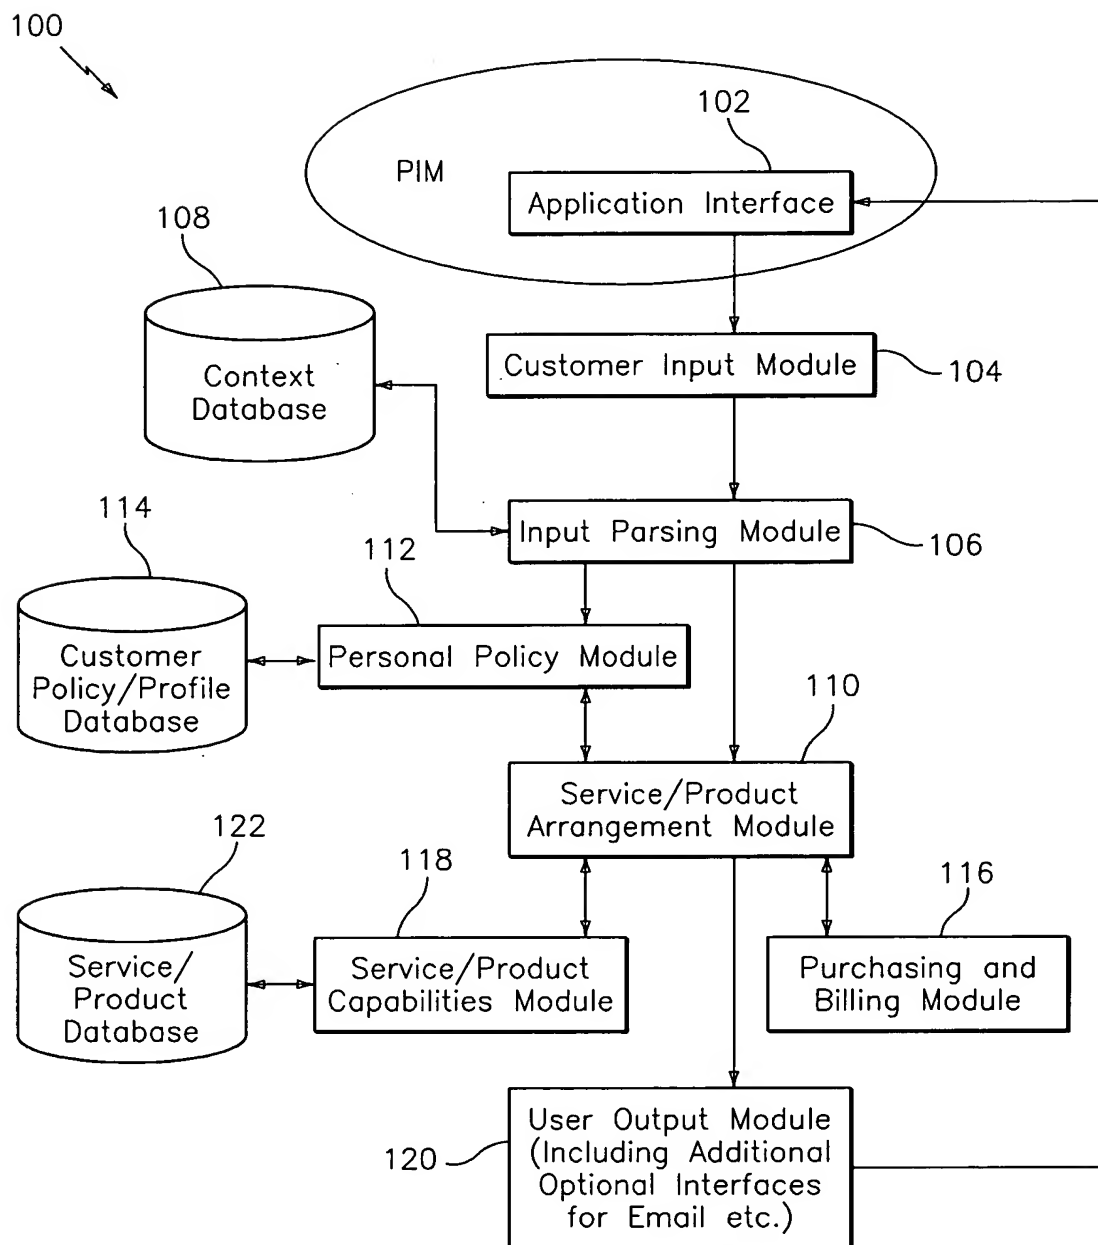 100
102
PIM
Application Interface
108
Customer Input Module
104
Context
Database
114
112
Input Parsing Module
106
Customer
Policy/Profile
Database
Personal Policy Module
110
Service/Product
Arrangement Module
122
118
116
Service/
Product
Database
Service/Product
Capabilities Module
Purchasing and
Billing Module
120
User Output Module
(Including Additional
Optional Interfaces
for Email etc.)